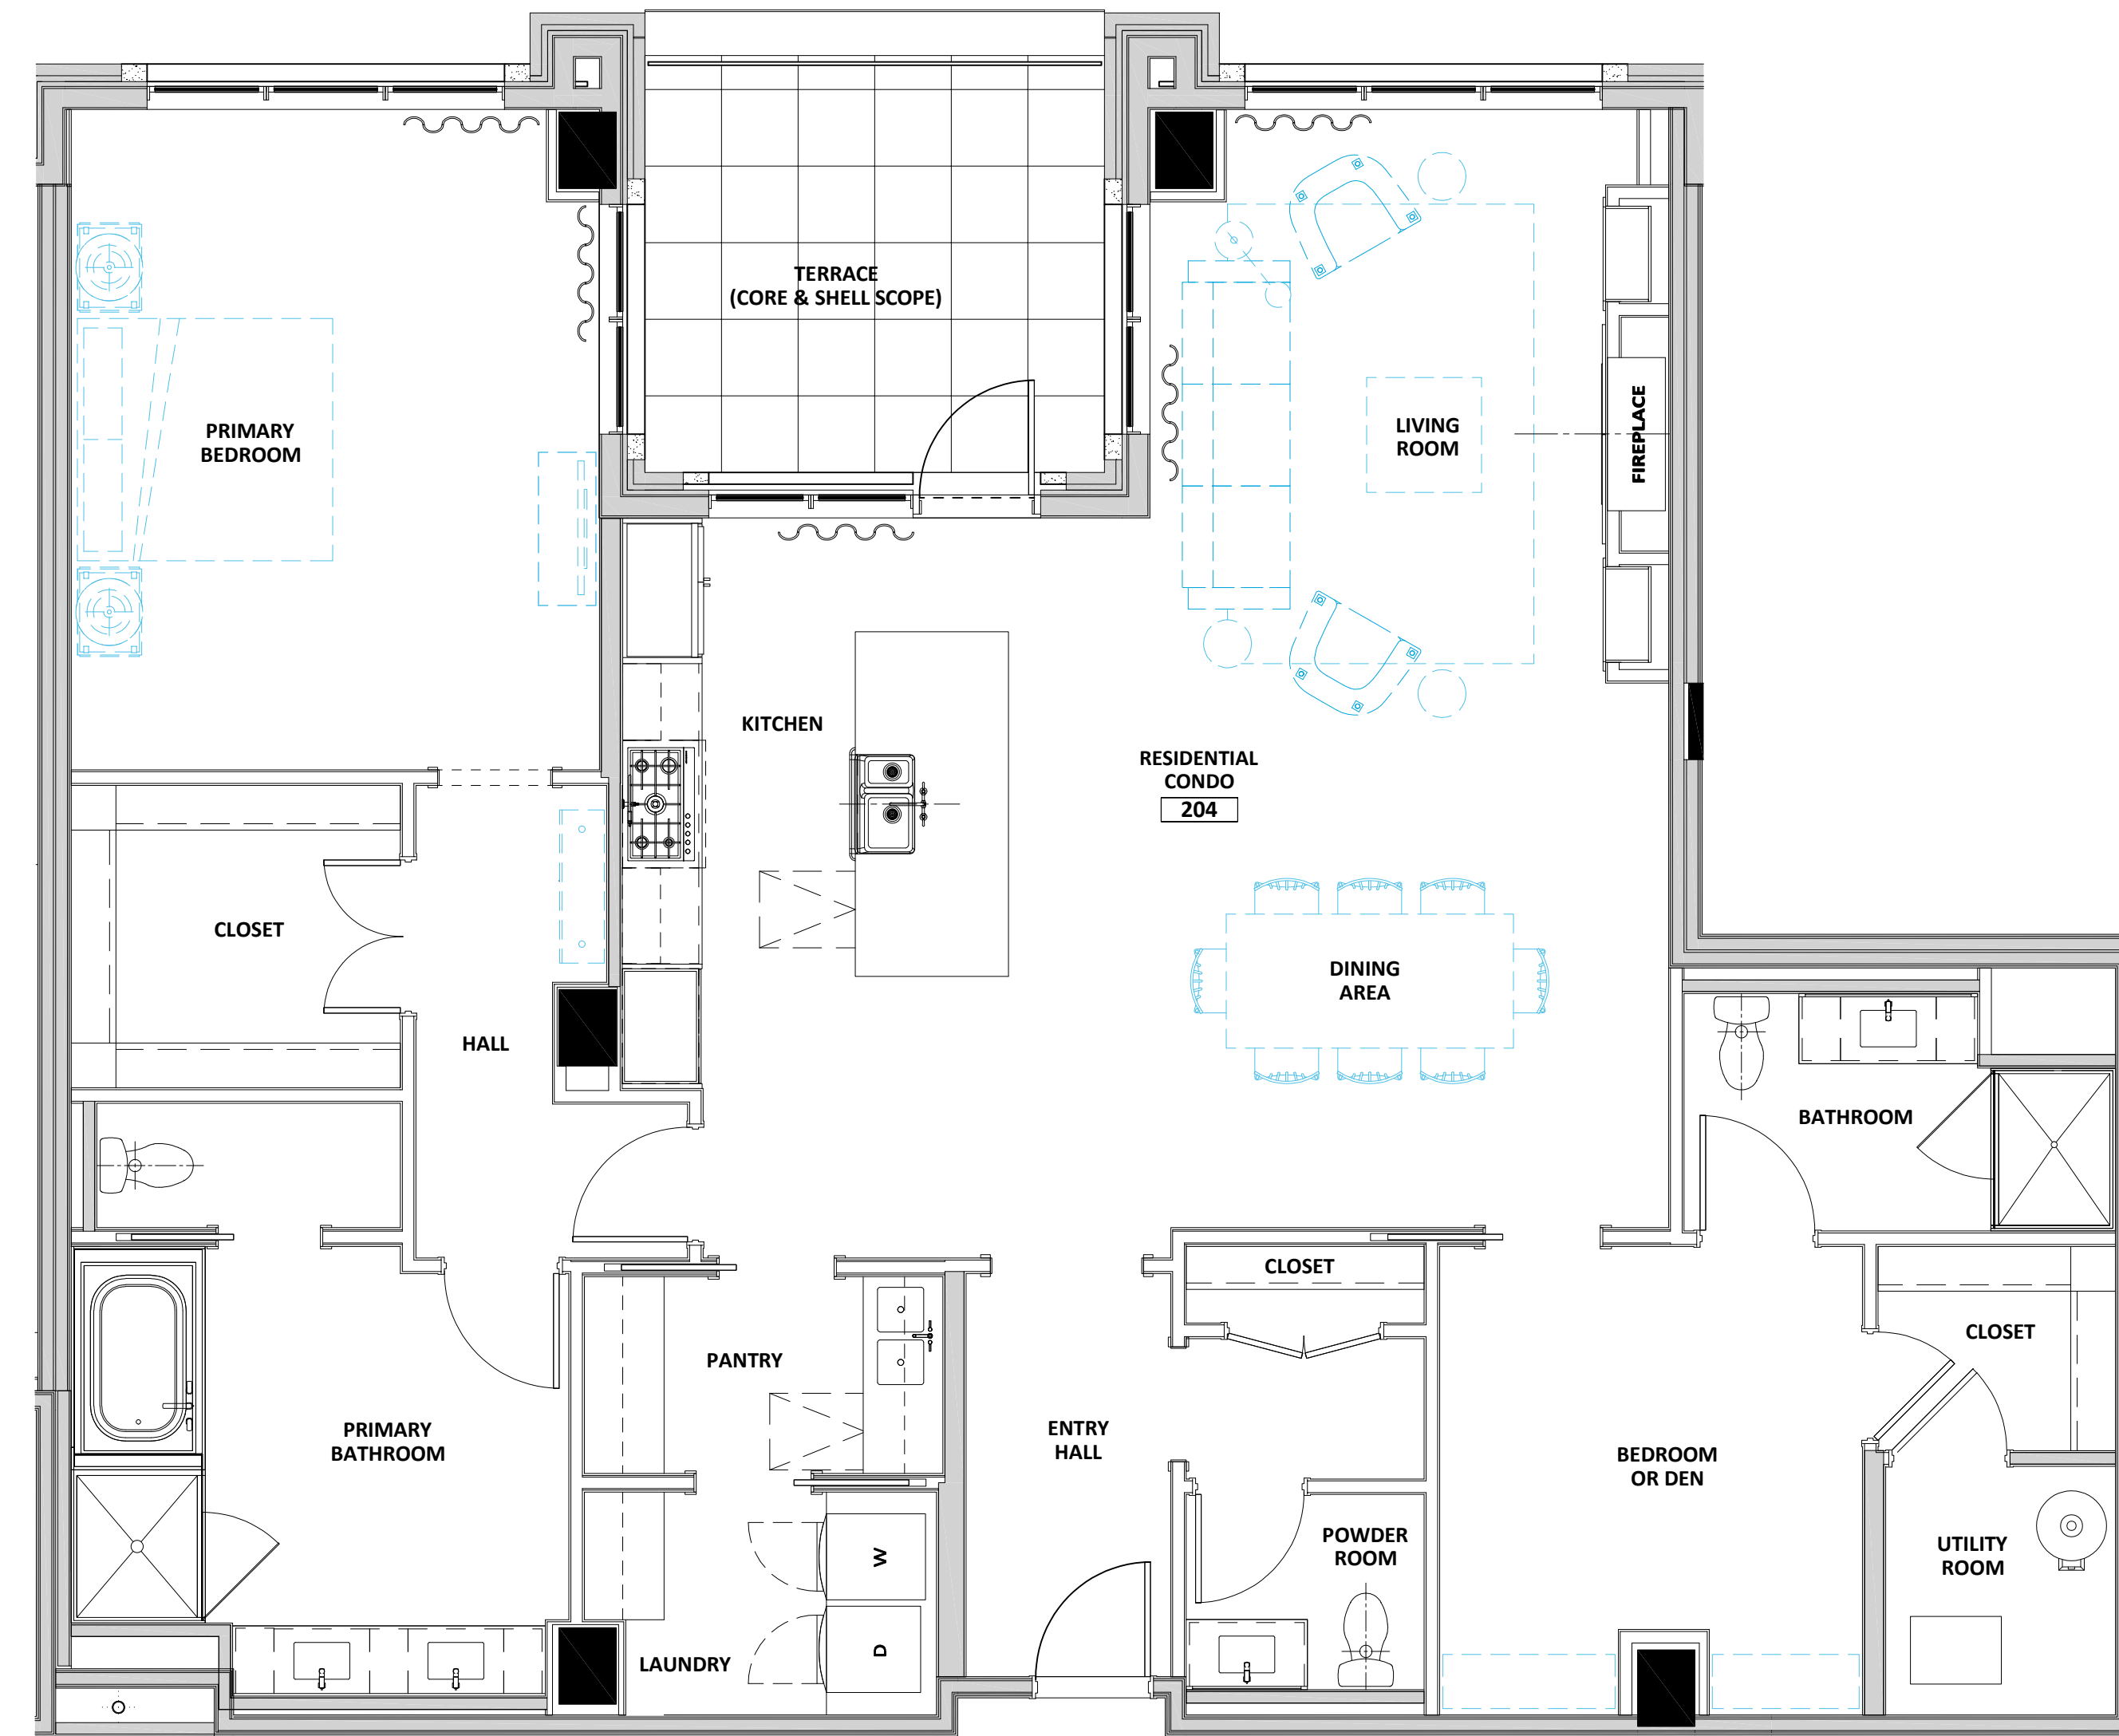 TERRACE
(CORE & SHELL SCOPE)
PRIMARY
BEDROOM
LIVING
ROOM
FIREPLACE
KITCHEN
RESIDENTIAL
CONDO
204
CLOSET
DINING
AREA
HALL
BATHROOM
CLOSET
CLOSET
PANTRY
PRIMARY
BATHROOM
ENTRY
HALL
BEDROOM
OR DEN
POWDER
ROOM
UTILITY
ROOM
W
D
LAUNDRY